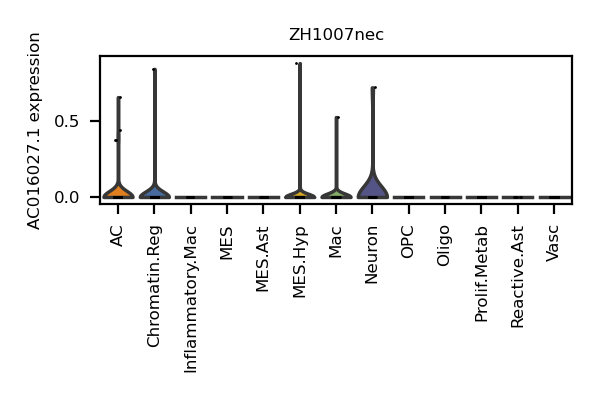 ZH1007nec
AC016027.1 expression
0.5
0.0
AC
Chromatin.Reg
Inflammatory.Mac
MES
MES.Ast
MES.Hyp
Mac
Neuron
OPC
Oligo
Prolif.Metab
Reactive.Ast
Vasc